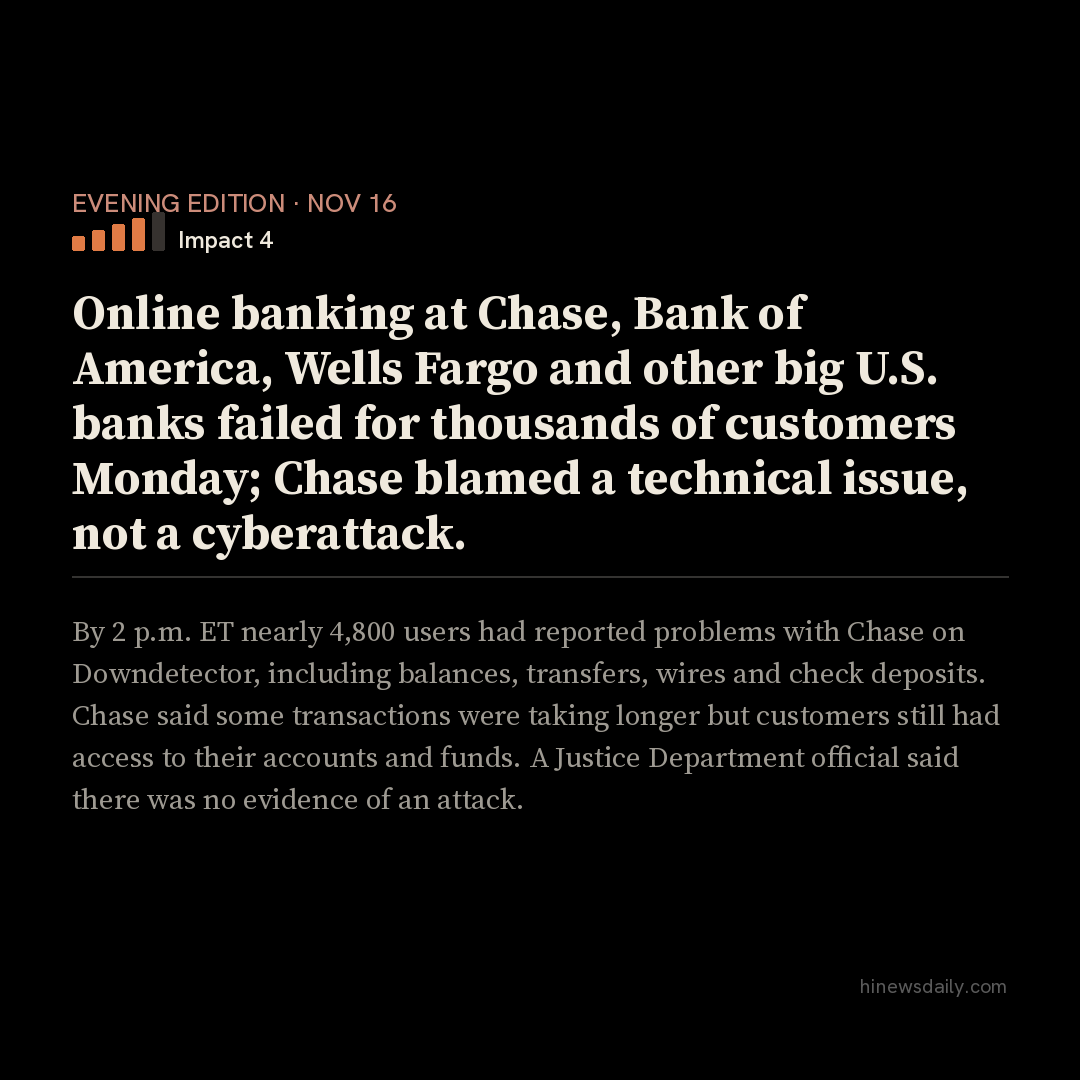 EVENING EDITION · NOV 16
Impact 4
Online banking at Chase, Bank of
America, Wells Fargo and other big U.S.
banks failed for thousands of customers
Monday; Chase blamed a technical issue,
not a cyberattack.
By 2 p.m. ET nearly 4,800 users had reported problems with Chase on
Downdetector, including balances, transfers, wires and check deposits.
Chase said some transactions were taking longer but customers still had
access to their accounts and funds. A Justice Department official said
there was no evidence of an attack.
hinewsdaily.com